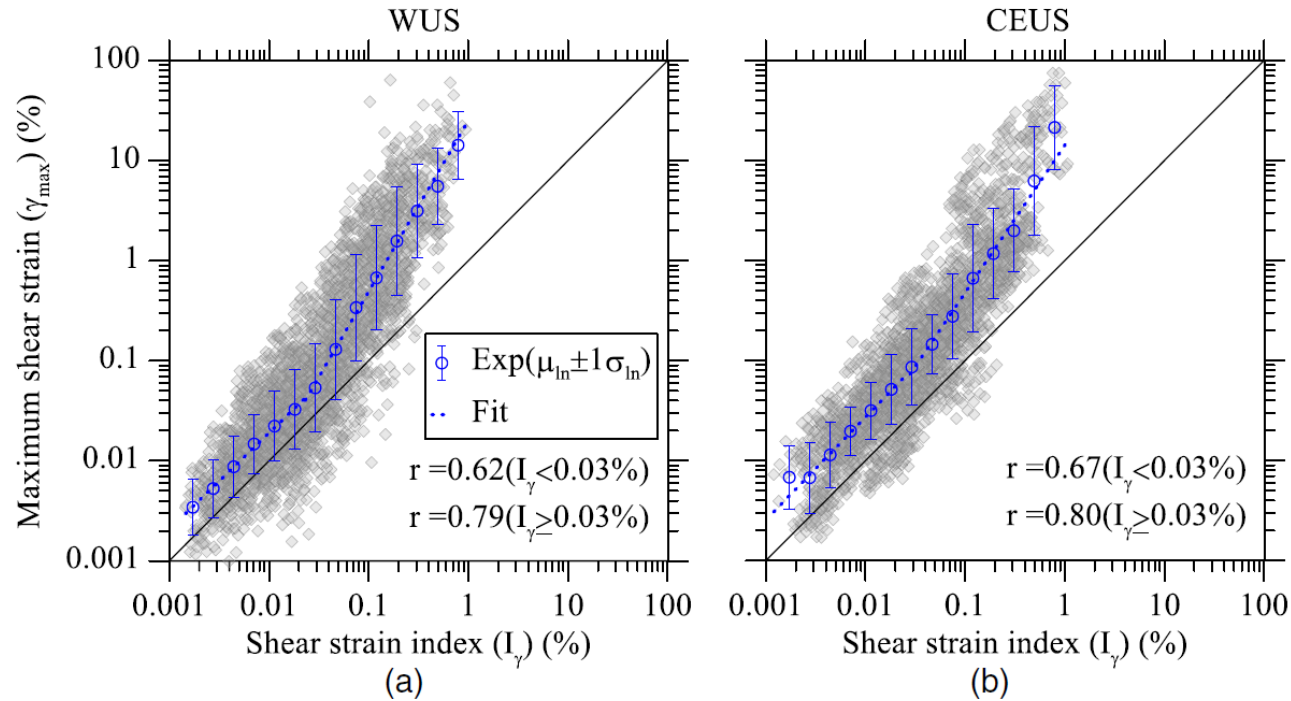 WUS
CEUS
Maximum shear strain (γmax) (%)
100
10
1
0.1
0.01
0.001
Exp(μln±1σln)
Fit
r =0.62(Iγ<0.03%)
r =0.79(Iγ≥0.03%)
r =0.67(Iγ<0.03%)
r =0.80(Iγ≥0.03%)
0.001 0.01 0.1 1 10 100
0.001 0.01 0.1 1 10 100
Shear strain index (Iγ) (%)
Shear strain index (Iγ) (%)
(a)
(b)